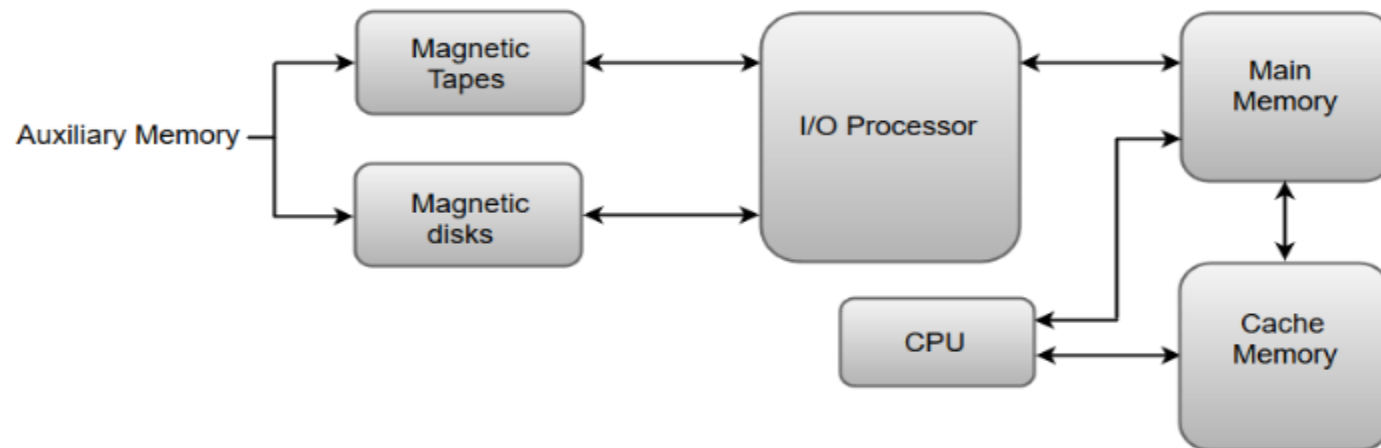 Magnetic
Tapes
Auxiliary Memory
Magnetic
disks
I/O Processor
Main
Memory
CPU
Cache
Memory